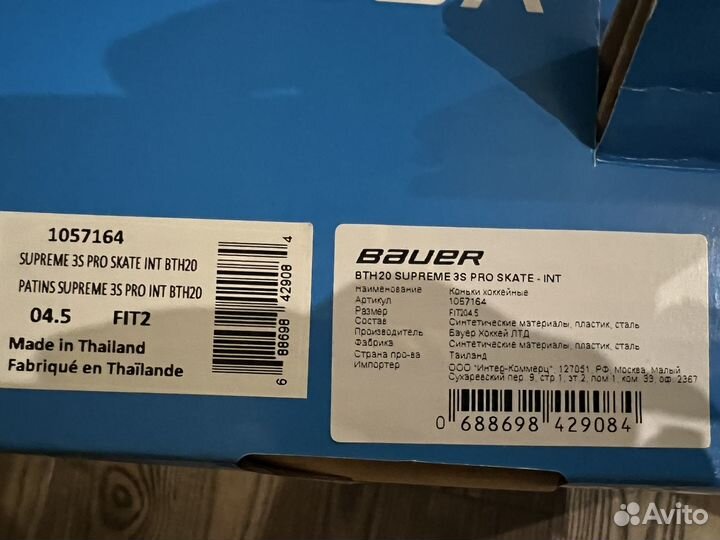 1057164
SUPREME 3S PRO SKATE INT BTH20
PATINS SUPREME 3S PRO INT BTH20
04.5 FIT2
Made in Thailand
Fabriqué en Thaïlande
6 88698 42908 4
BAUER
BTH20 SUPREME 3S PRO SKATE - INT
Наименование Коньки хоккейные
Артикул 1057164
Размер FIT204.5
Состав Синтетические материалы, пластик, сталь
Производитель Бауер Хоккей ЛТД
Фабрика Синтетические материалы, пластик, сталь
Страна про-ва Таиланд
Импортер ООО "Интер-Коммерц", 127051, РФ, Москва, Малый
Сухаревский пер. 9, стр 1, эт.2, пом 1, ком. 33, оф. 2367
0 688698 429084
Avito